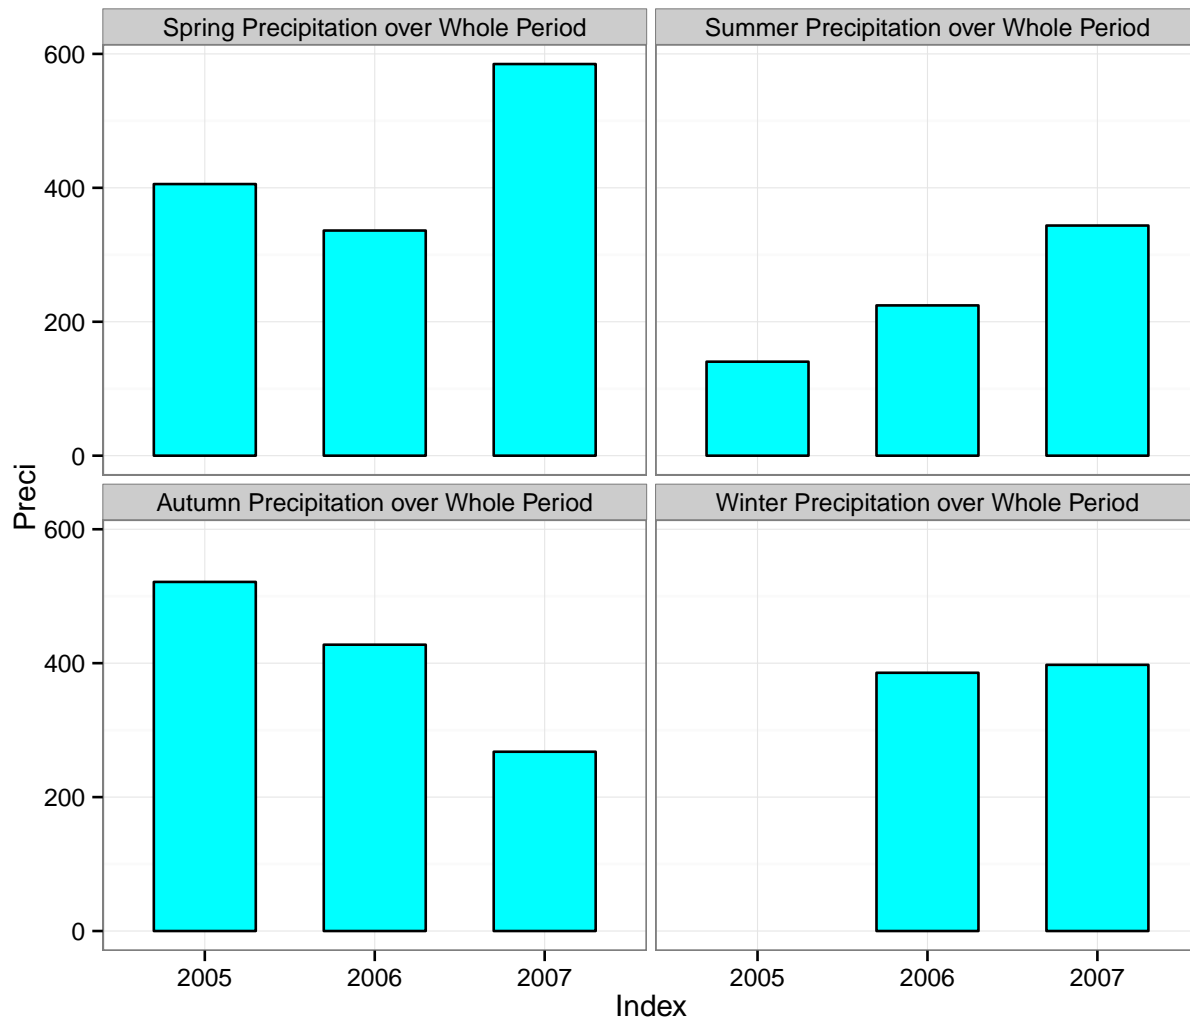 Spring Precipitation over Whole Period
Summer Precipitation over Whole Period
600
400
200
0
Preci
Autumn Precipitation over Whole Period
Winter Precipitation over Whole Period
600
400
200
0
2005 2006 2007
2005 2006 2007
Index